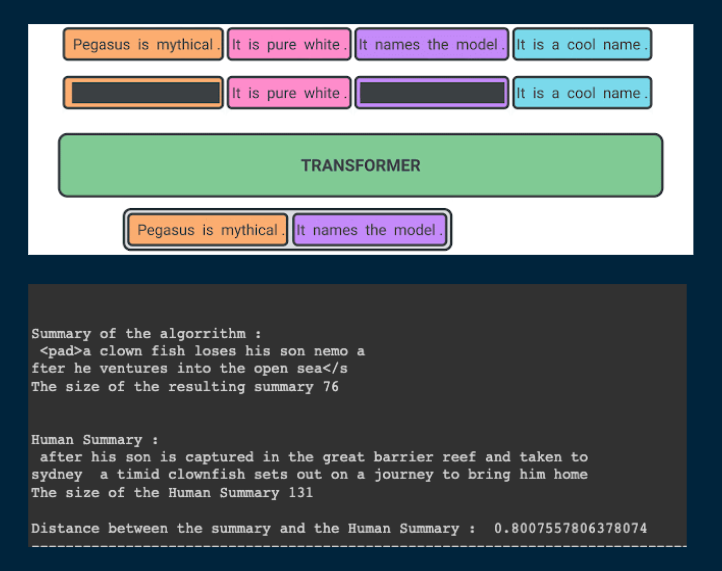 Pegasus is mythical . It is pure white . It names the model . It is a cool name .
It is pure white . It is a cool name .
TRANSFORMER
Pegasus is mythical . It names the model .
Summary of the algorrithm :
<pad>a clown fish loses his son nemo a
fter he ventures into the open sea</s
The size of the resulting summary 76
Human Summary :
after his son is captured in the great barrier reef and taken to
sydney a timid clownfish sets out on a journey to bring him home
The size of the Human Summary 131
Distance between the summary and the Human Summary : 0.8007557806378074